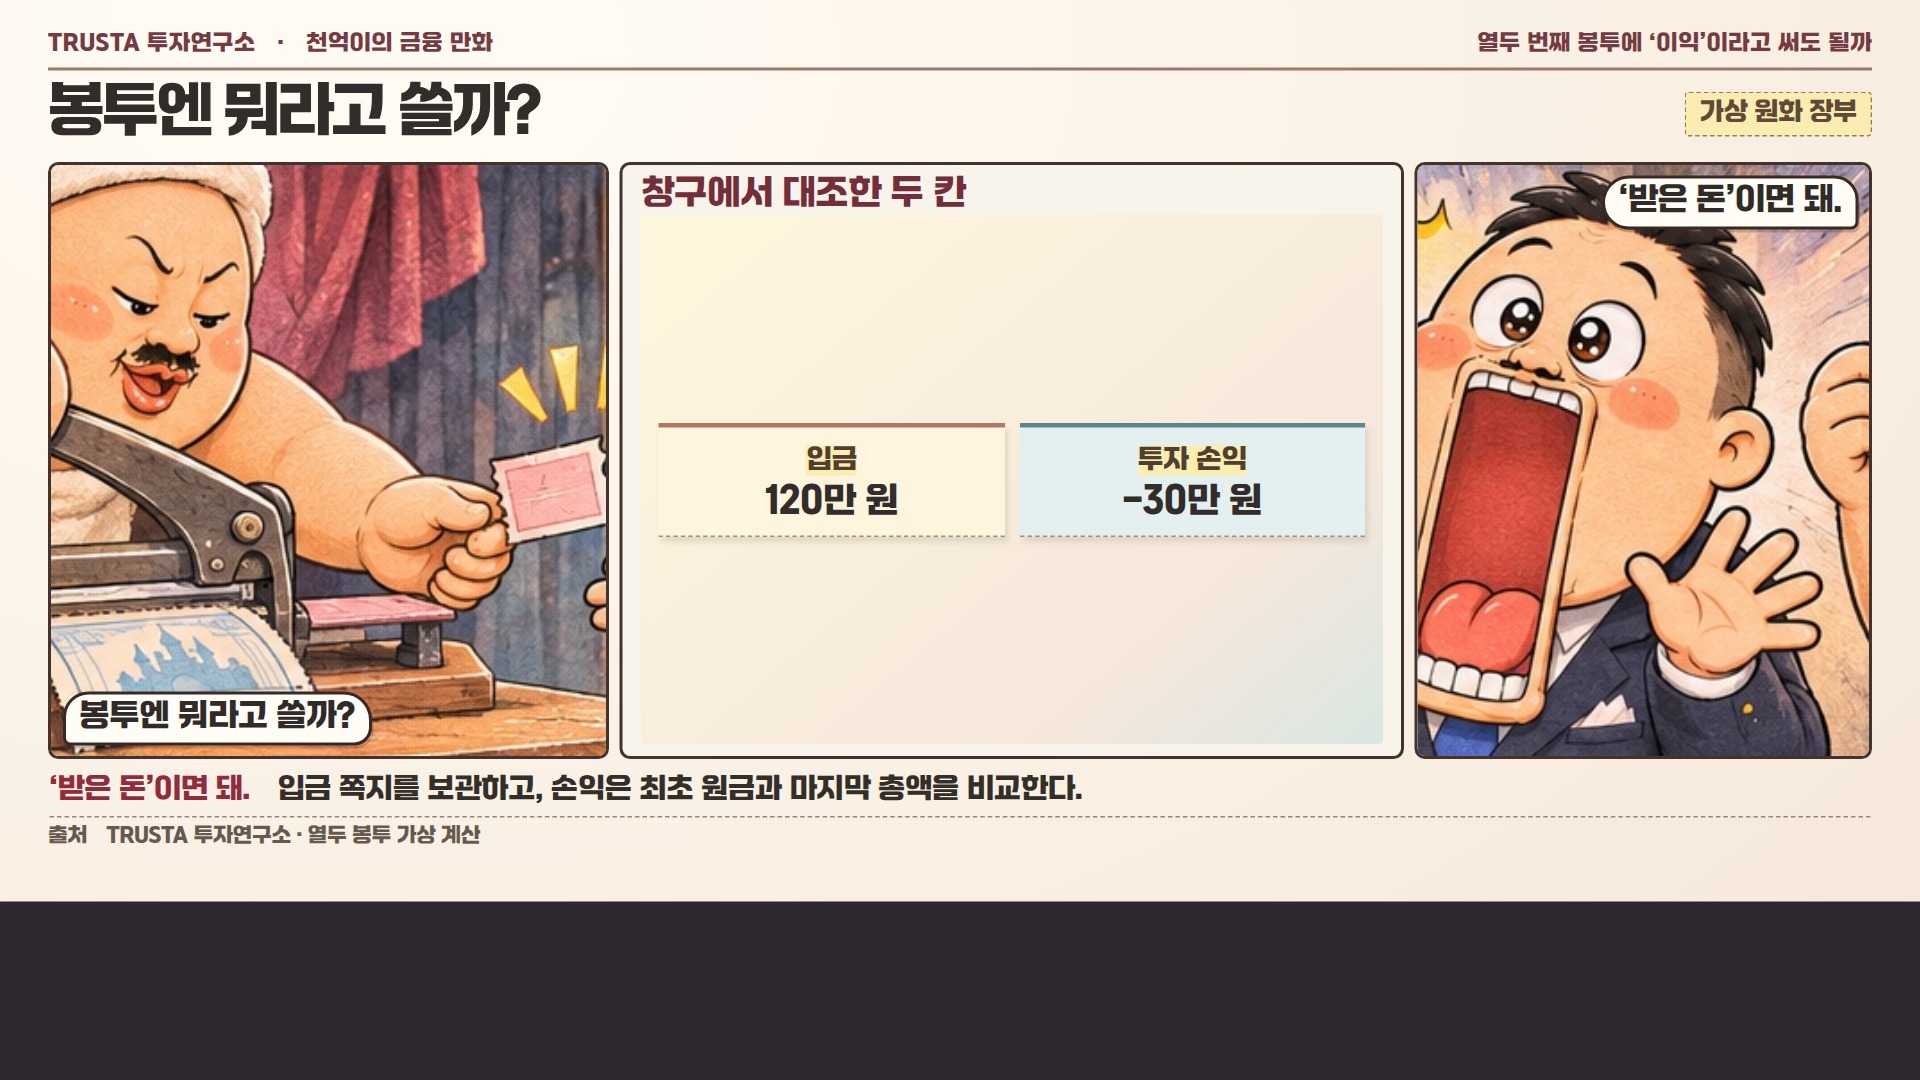 TRUSTA 투자연구소 · 천억이의 금융 만화
열두 번째 봉투에 ‘이익’이라고 써도 될까
봉투엔 뭐라고 쓸까?
가상 원화 장부
봉투엔 뭐라고 쓸까?
창구에서 대조한 두 칸
입금
120만 원
투자 손익
−30만 원
‘받은 돈’이면 돼.
‘받은 돈’이면 돼. 입금 쪽지를 보관하고, 손익은 최초 원금과 마지막 총액을 비교한다.
출처 TRUSTA 투자연구소 · 열두 봉투 가상 계산